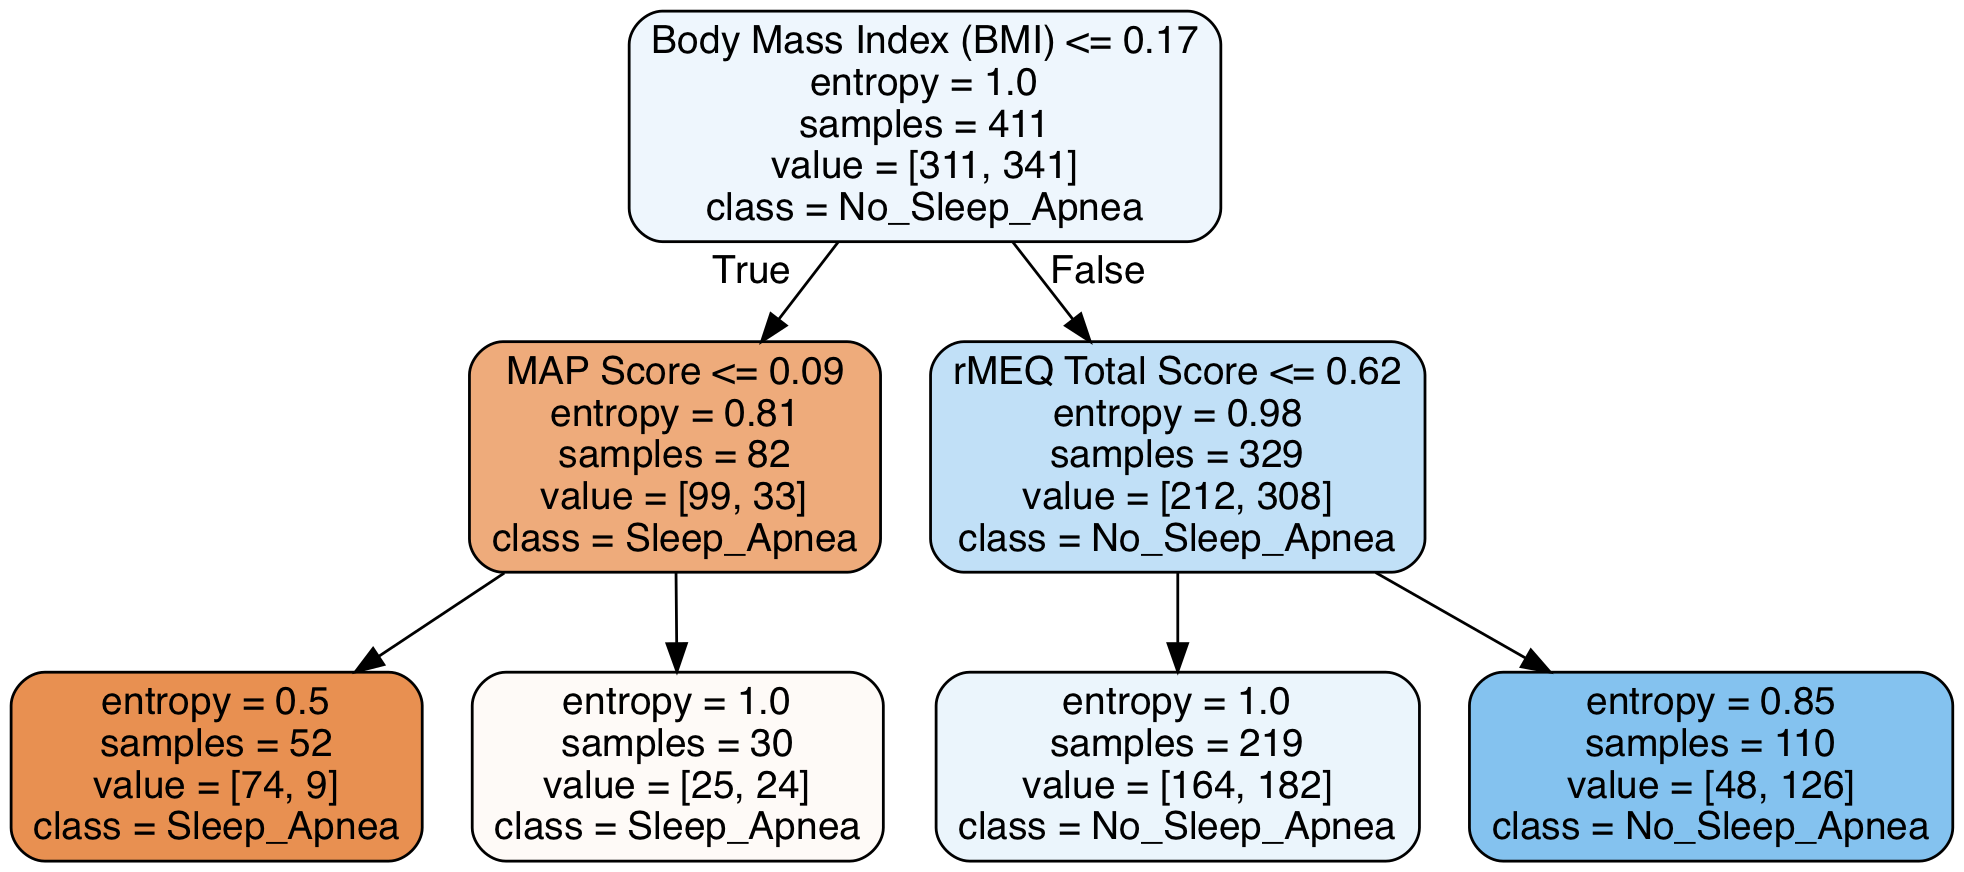 Body Mass Index (BMI) <= 0.17
entropy = 1.0
samples = 411
value = [311, 341]
class = No_Sleep_Apnea
True
False
MAP Score <= 0.09
entropy = 0.81
samples = 82
value = [99, 33]
class = Sleep_Apnea
rMEQ Total Score <= 0.62
entropy = 0.98
samples = 329
value = [212, 308]
class = No_Sleep_Apnea
entropy = 0.5
samples = 52
value = [74, 9]
class = Sleep_Apnea
entropy = 1.0
samples = 30
value = [25, 24]
class = Sleep_Apnea
entropy = 1.0
samples = 219
value = [164, 182]
class = No_Sleep_Apnea
entropy = 0.85
samples = 110
value = [48, 126]
class = No_Sleep_Apnea